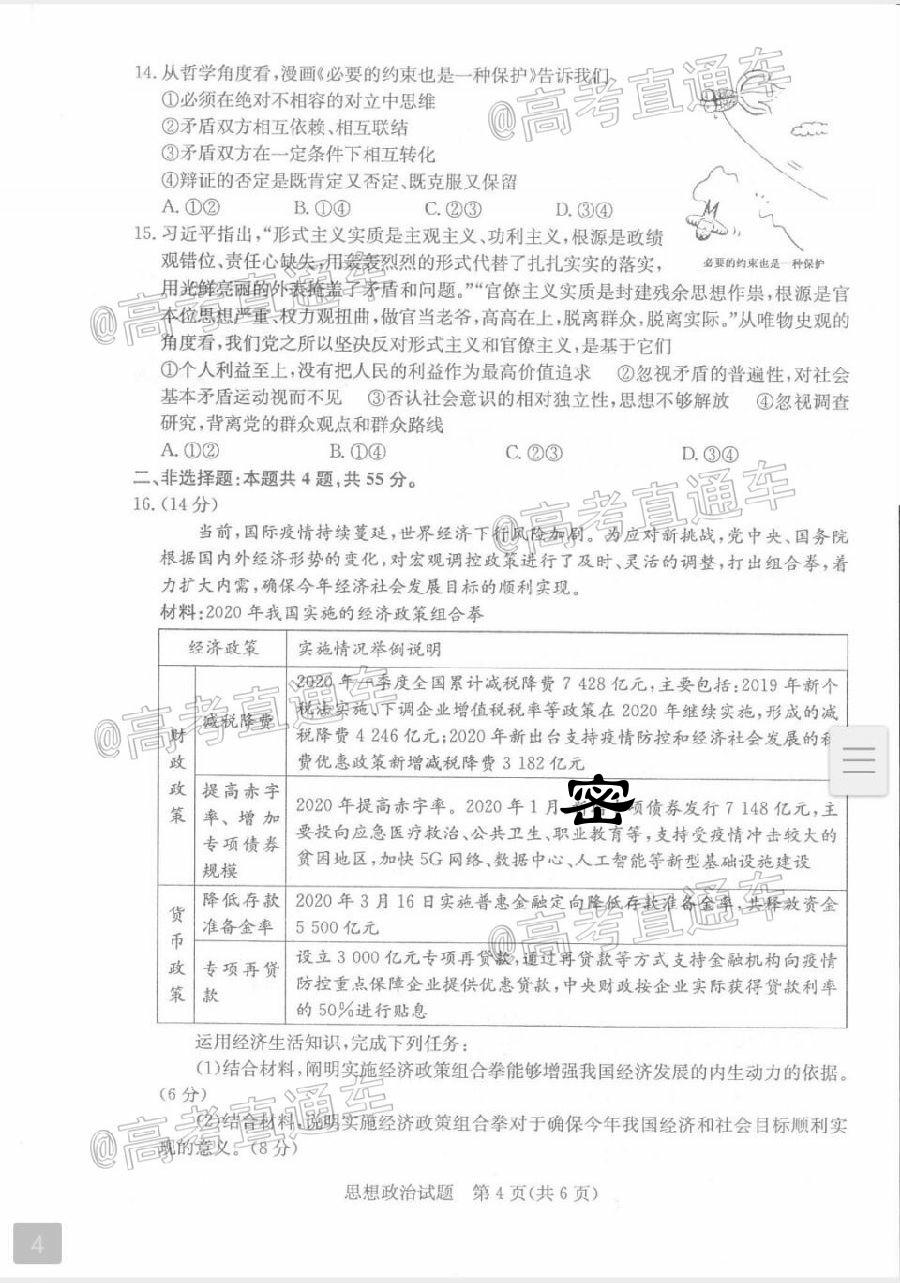 14. 从哲学角度看,漫画《必要的约束也是一种保护》告诉我们
①必须在绝对不相容的对立中思维
②矛盾双方相互依赖、相互联结
③矛盾双方在一定条件下相互转化
④辩证的否定是既肯定又否定、既克服又保留
A. ①② B. ①④ C. ②③ D. ③④
必要的约束也是一种保护
15. 习近平指出,“形式主义实质是主观主义、功利主义,根源是政绩
观错位、责任心缺失,用轰轰烈烈的形式代替了扎扎实实的落实,
用光鲜亮丽的外表掩盖了矛盾和问题。”“官僚主义实质是封建残余思想作祟,根源是官
本位思想严重、权力观扭曲,做官当老爷,高高在上,脱离群众,脱离实际。”从唯物史观的
角度看,我们党之所以坚决反对形式主义和官僚主义,是基于它们
①个人利益至上,没有把人民的利益作为最高价值追求 ②忽视矛盾的普遍性,对社会
基本矛盾运动视而不见 ③否认社会意识的相对独立性,思想不够解放 ④忽视调查
研究,背离党的群众观点和群众路线
A. ①② B. ①④ C. ②③ D. ③④
二、非选择题:本题共 4 题,共 55 分。
16. (14 分)
当前,国际疫情持续蔓延,世界经济下行风险加剧。为应对新挑战,党中央、国务院
根据国内外经济形势的变化,对宏观调控政策进行了及时、灵活的调整,打出组合拳,着
力扩大内需,确保今年经济社会发展目标的顺利实现。
材料:2020 年我国实施的经济政策组合拳
经济政策 实施情况举例说明
财政政策
减税降费
2020 年一季度全国累计减税降费 7 428 亿元,主要包括:2019 年新个
税法实施、下调企业增值税税率等政策在 2020 年继续实施,形成的减
税降费 4 246 亿元;2020 年新出台支持疫情防控和经济社会发展的税
费优惠政策新增减税降费 3 182 亿元
提高赤字
率、增加
专项债券
规模
2020 年提高赤字率。2020 年 1 月 密 项债券发行 7 148 亿元,主
要投向应急医疗救治、公共卫生、职业教育等,支持受疫情冲击较大的
贫困地区,加快 5G 网络、数据中心、人工智能等新型基础设施建设
货币政策
降低存款
准备金率
2020 年 3 月 16 日实施普惠金融定向降低存款准备金率,共释放资金
5 500 亿元
专项再贷
款
设立 3 000 亿元专项再贷款,通过再贷款等方式支持金融机构向疫情
防控重点保障企业提供优惠贷款,中央财政按企业实际获得贷款利率
的 50%进行贴息
运用经济生活知识,完成下列任务:
(1)结合材料,阐明实施经济政策组合拳能够增强我国经济发展的内生动力的依据。
(6 分)
(2)结合材料,说明实施经济政策组合拳对于确保今年我国经济和社会目标顺利实
现的意义。(8 分)
思想政治试题 第 4 页(共 6 页)
4
@高考直通车
@高考直通车
@高考直通车
@高考直通车
@高考直通车
@高考直通车